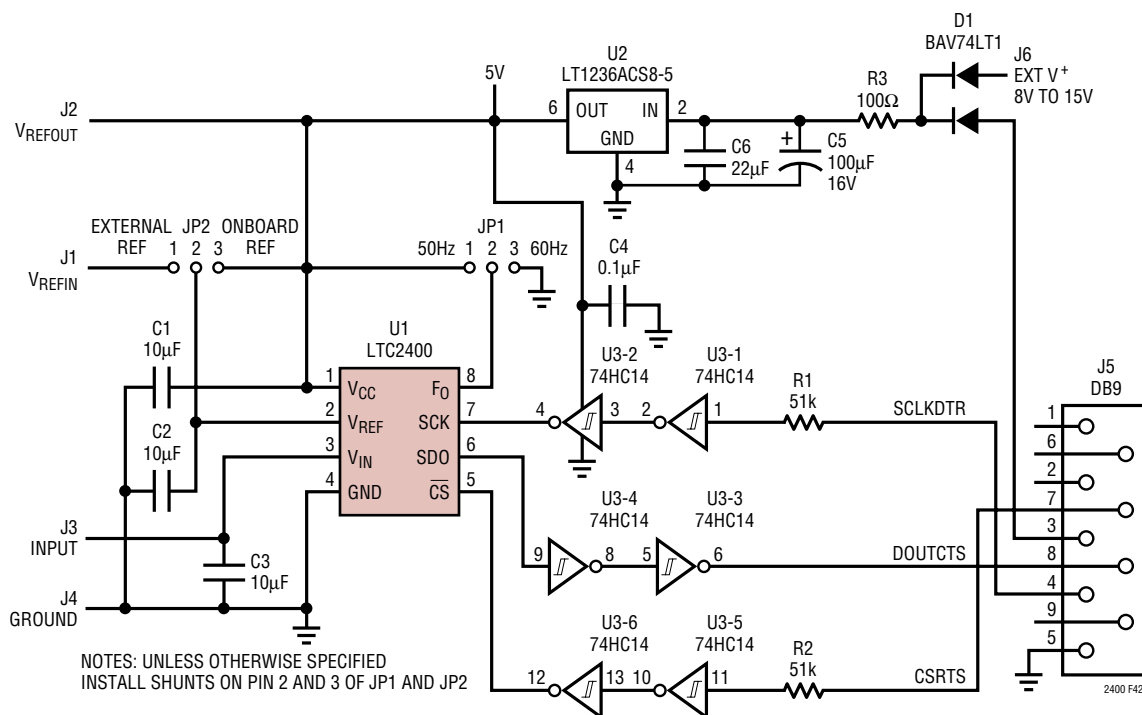 D1
BAV74LT1
U2
LT1236ACS8-5
J6
EXT V+
8V TO 15V
5V
R3
100Ω
J2
VREFOUT
6 OUT IN 2
GND
4
C6
22µF
+ C5
100µF
16V
EXTERNAL REF
JP2
ONBOARD REF
1 2 3
JP1
50Hz 1 2 3 60Hz
C4
0.1µF
J1
VREFIN
C1
10µF
U1
LTC2400
U3-2
74HC14
U3-1
74HC14
J5
DB9
R1
51k
SCLKDTR
1 VCC FO 8
2 VREF SCK 7
3 VIN SDO 6
4 GND CS 5
4 3 2 1
C2
10µF
1
6
2
7
3
8
4
9
5
U3-4
74HC14
U3-3
74HC14
9 8 5 6
DOUTCTS
J3
INPUT
C3
10µF
J4
GROUND
U3-6
74HC14
U3-5
74HC14
R2
51k
12 13 10 11
CSRTS
NOTES: UNLESS OTHERWISE SPECIFIED
INSTALL SHUNTS ON PIN 2 AND 3 OF JP1 AND JP2
2400 F42